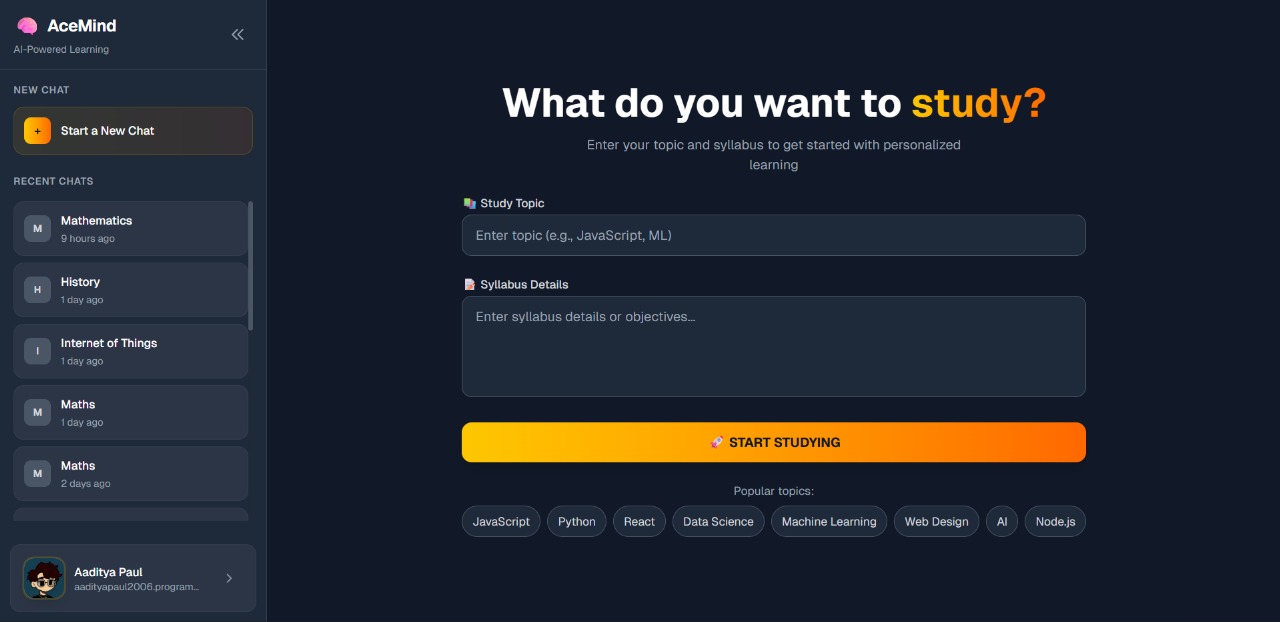 AceMind
AI-Powered Learning
NEW CHAT
+
Start a New Chat
RECENT CHATS
M
Mathematics
9 hours ago
H
History
1 day ago
I
Internet of Things
1 day ago
M
Maths
1 day ago
M
Maths
2 days ago
Aaditya Paul
aadityapaul2006.program...
What do you want to study?
Enter your topic and syllabus to get started with personalized
learning
Study Topic
Enter topic (e.g., JavaScript, ML)
Syllabus Details
Enter syllabus details or objectives...
START STUDYING
Popular topics:
JavaScript Python React Data Science Machine Learning Web Design AI Node.js